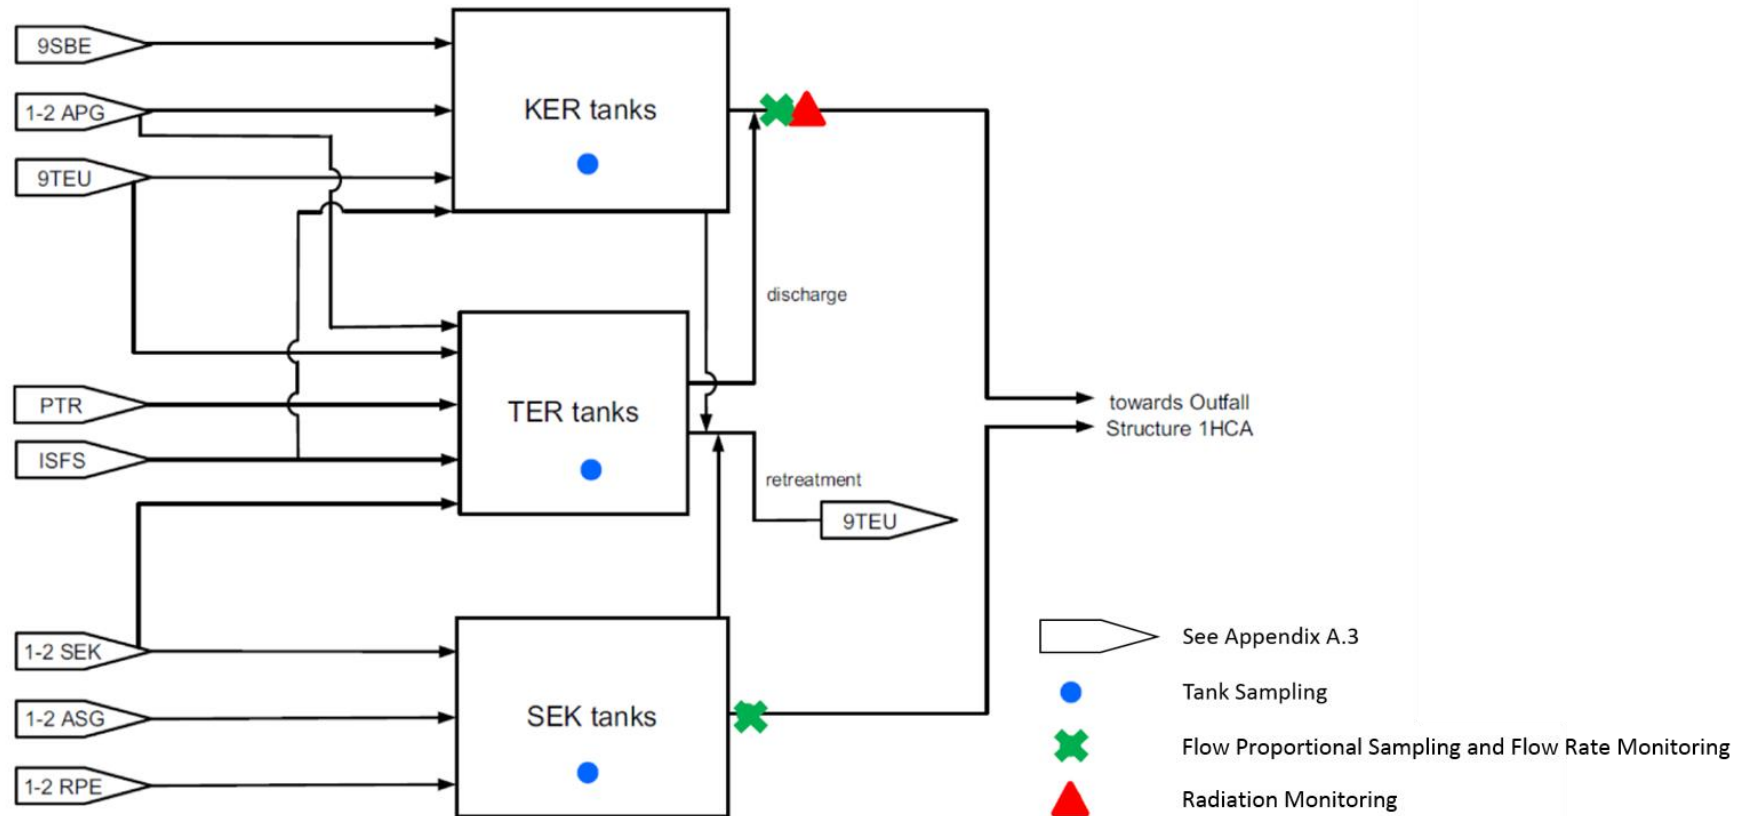 9SBE
1-2 APG
9TEU
KER tanks
discharge
PTR
ISFS
TER tanks
towards Outfall
Structure 1HCA
retreatment
9TEU
1-2 SEK
1-2 ASG
1-2 RPE
SEK tanks
See Appendix A.3
Tank Sampling
Flow Proportional Sampling and Flow Rate Monitoring
Radiation Monitoring